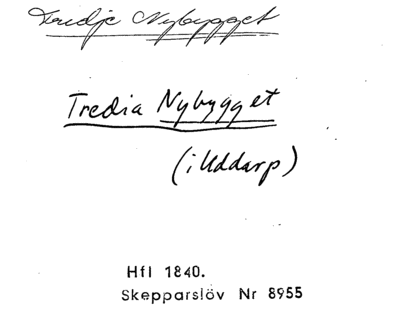 Tredje Nybygget
Tredia Nybygget
(i Uddarp)
Hfl 1840.
Skepparslöv Nr 8955